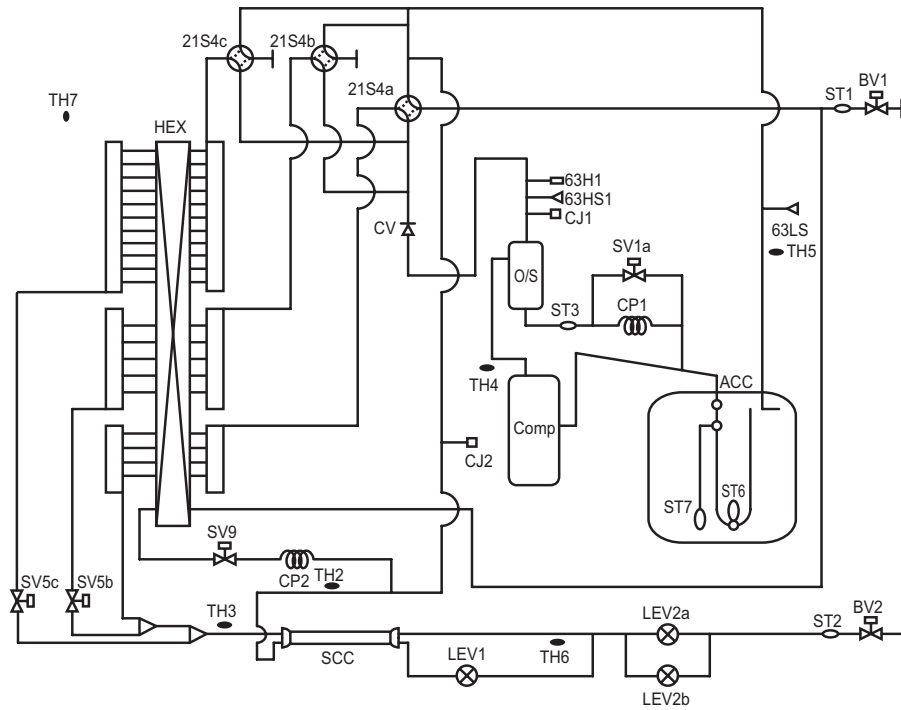 21S4c
21S4b
21S4a
TH7
HEX
ST1
BV1
63H1
63HS1
CJ1
CV
63LS
TH5
SV1a
O/S
ST3
CP1
TH4
ACC
Comp
CJ2
ST7
ST6
SV9
CP2
TH2
SV5c
SV5b
TH3
SCC
LEV1
TH6
LEV2a
LEV2b
ST2
BV2